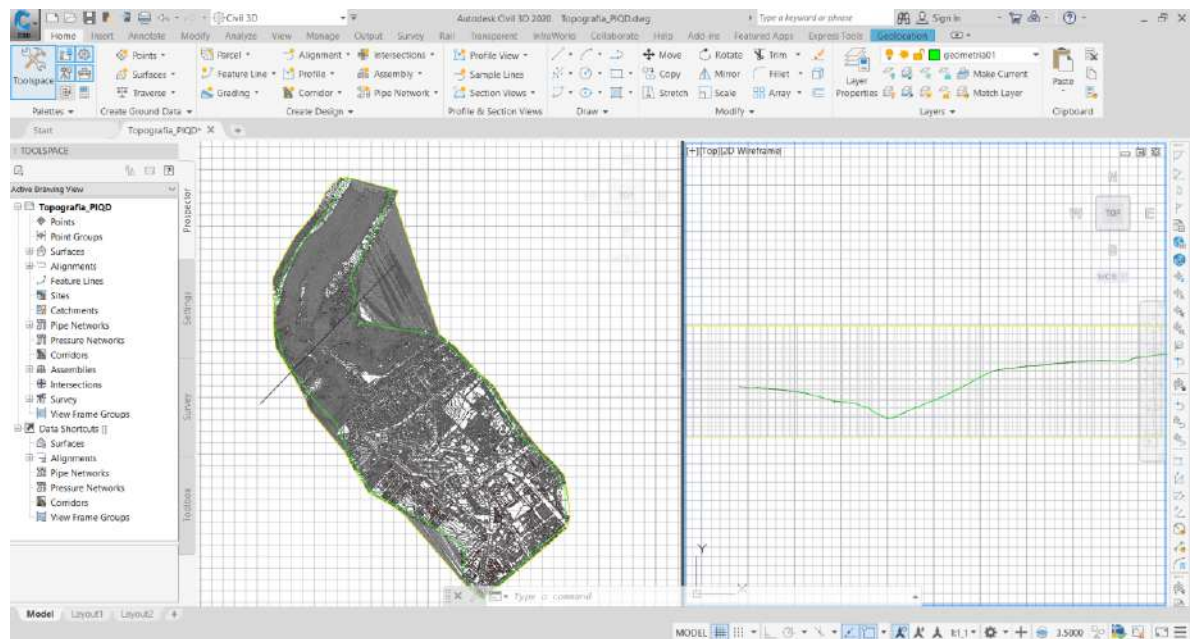 Civil 3D
Autodesk Civil 3D 2020 Topografia_PIQD.dwg
Type a keyword or phrase
Sign In
Home Insert Annotate Modify Analyze View Manage Output Survey Rail Transparent InfraWorks Collaborate Help Add-ins Featured Apps Express Tools Geolocation
Toolspace
Points
Surfaces
Traverse
Parcel
Feature Line
Grading
Alignment
Profile
Corridor
Intersections
Assembly
Pipe Network
Profile View
Sample Lines
Section Views
Move
Copy
Stretch
Rotate
Mirror
Scale
Trim
Fillet
Array
Layer
Properties
geometria01
Make Current
Match Layer
Paste
Palettes Create Ground Data Create Design Profile & Section Views Draw Modify Layers Clipboard
Start Topografia_PIQD*
TOOLSPACE
Active Drawing View
Topografia_PIQD
Points
Point Groups
Surfaces
Alignments
Feature Lines
Sites
Catchments
Pipe Networks
Pressure Networks
Corridors
Assemblies
Intersections
Survey
View Frame Groups
Data Shortcuts []
Surfaces
Alignments
Pipe Networks
Pressure Networks
Corridors
View Frame Groups
Prospector
Settings
Survey
Toolbox
[+][Top][2D Wireframe]
TOP
Y
X
Type a command
Model Layout1 Layout2 +
MODEL 1:1,1 3.5000